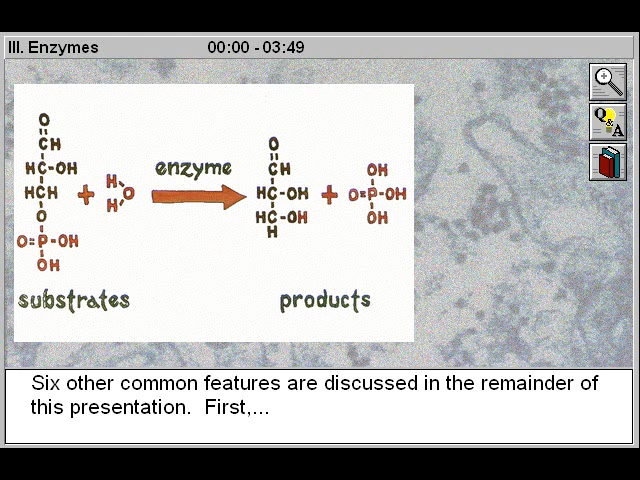 III. Enzymes 00:00 - 03:49
Q&A
O
CH
HC-OH
HCH
O
O=P-OH
OH
+
H
O
H
enzyme
O
CH
HC-OH
HC-OH
H
+
OH
O=P-OH
OH
substrates products
Six other common features are discussed in the remainder of
this presentation. First,...